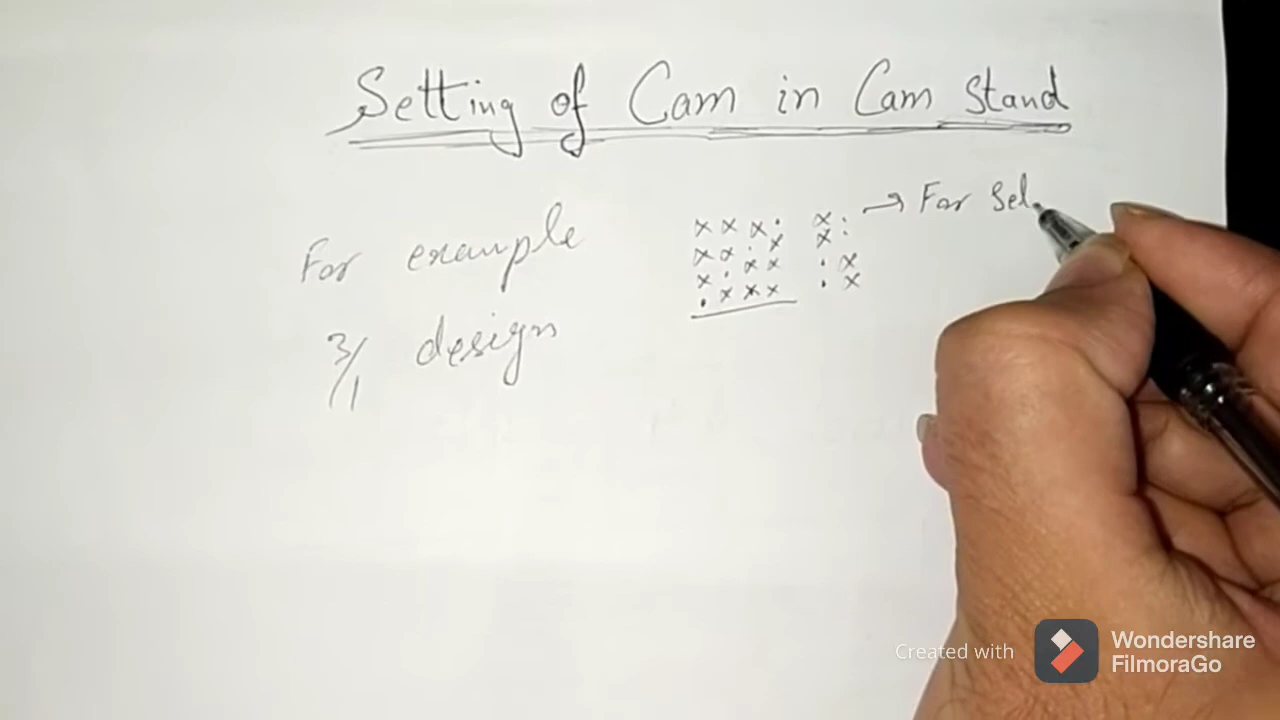 Setting of Cam in Cam Stand
For example
3/1 design
x x x . x . → For Sel
x x . x x .
x . x x . x
. x x x . x
Created with Wondershare FilmoraGo